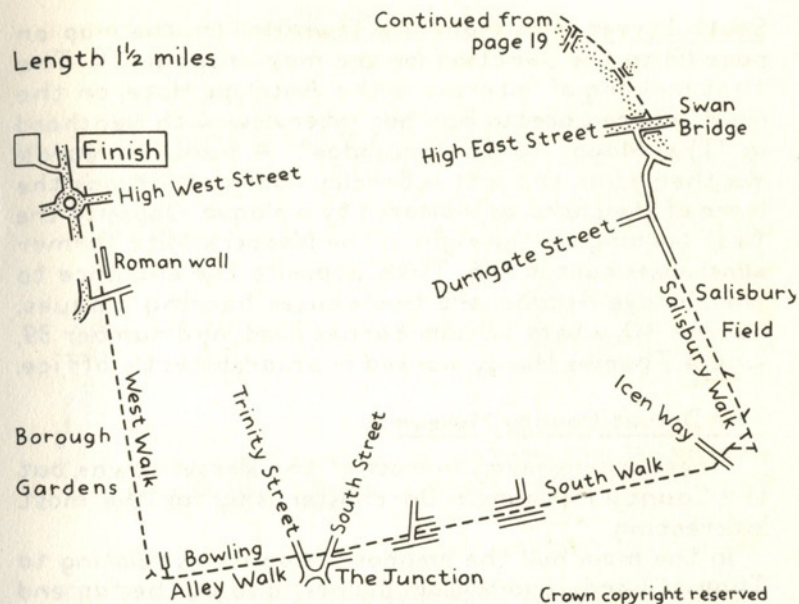 Continued from
page 19
Length 1½ miles
Swan
Bridge
High East Street
Finish
High West Street
Roman wall
Durngate Street
Salisbury
Field
Salisbury Walk
Icen Way
West Walk
Trinity Street
South Street
Borough
Gardens
South Walk
Bowling
Alley Walk
The Junction
Crown copyright reserved